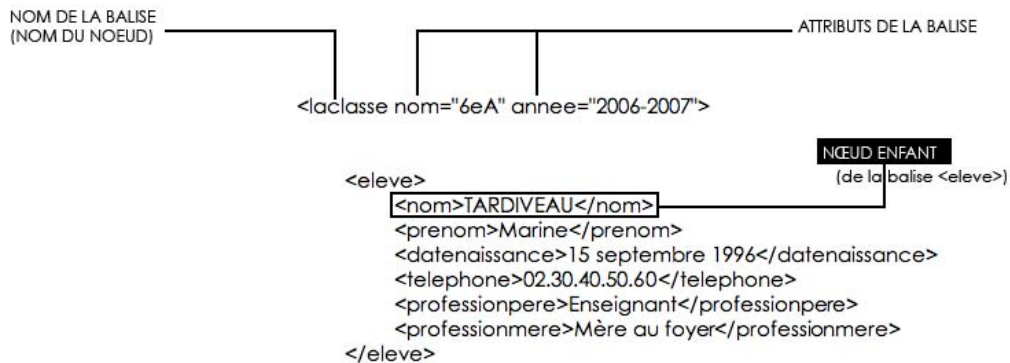 NOM DE LA BALISE
(NOM DU NOEUD)
ATTRIBUTS DE LA BALISE
<laclasse nom="6eA" annee="2006-2007">
NŒUD ENFANT
(de la balise <eleve>)
<eleve>
<nom>TARDIVEAU</nom>
<prenom>Marine</prenom>
<datenaissance>15 septembre 1996</datenaissance>
<telephone>02.30.40.50.60</telephone>
<professionpere>Enseignant</professionpere>
<professionmere>Mère au foyer</professionmere>
</eleve>